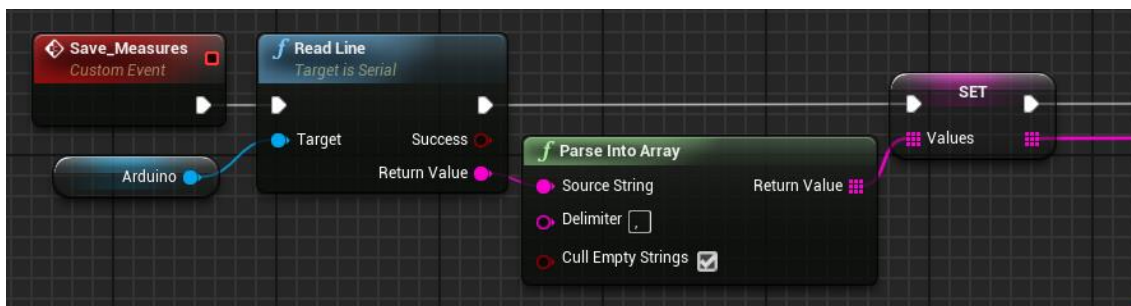 Save_Measures
Custom Event
f Read Line
Target is Serial
Target
Success
Return Value
Arduino
f Parse Into Array
Source String
Return Value
Delimiter ,
Cull Empty Strings
SET
Values